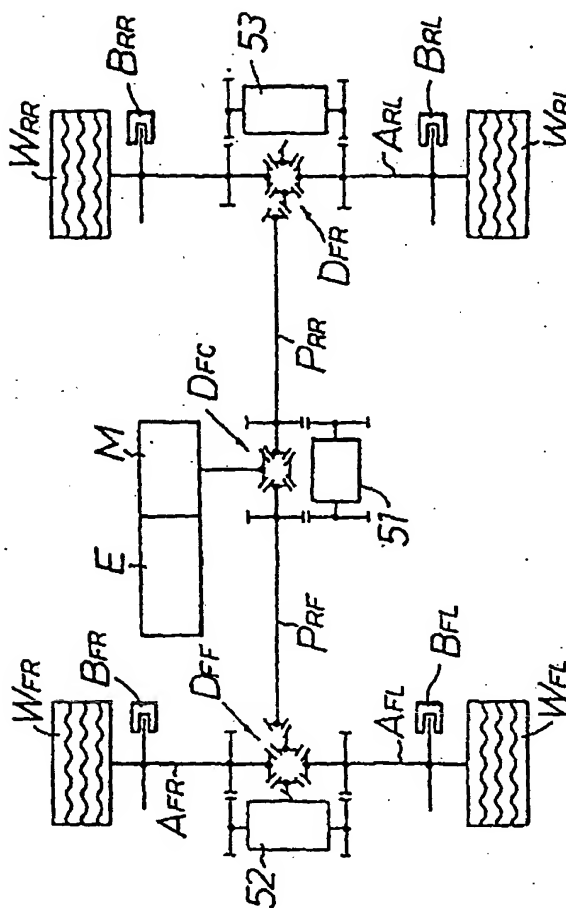 WFR
BFR
E
M
WRR
BRR
53
DFF
DFC
AFR
PRF
PRR
DFR
ARL
52
AFL
51
BFL
BRL
WFL
WRL